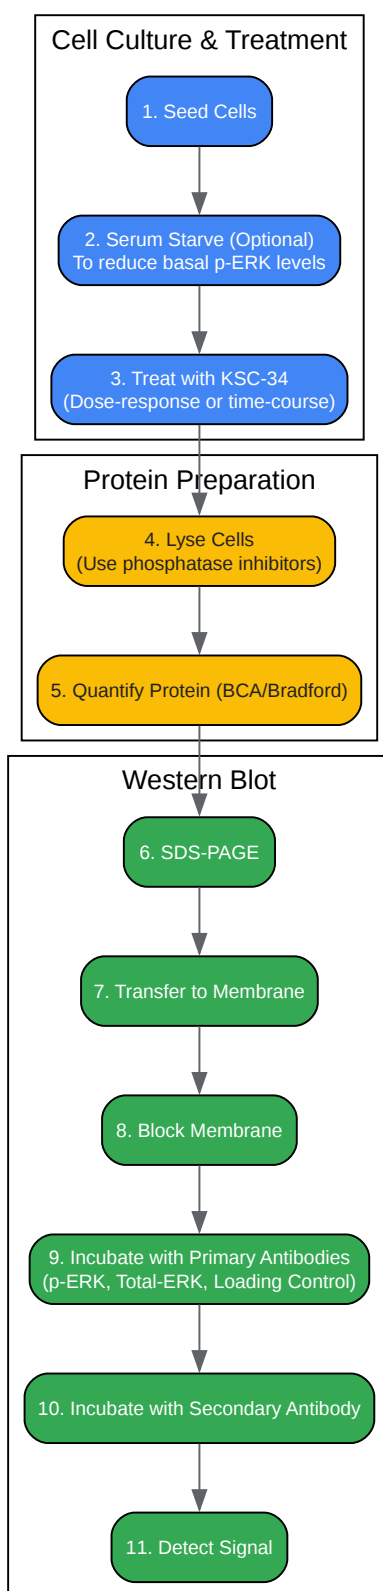 Cell Culture & Treatment
1. Seed Cells
2. Serum Starve (Optional)
To reduce basal p-ERK levels
3. Treat with KSC-34
(Dose-response or time-course)
Protein Preparation
4. Lyse Cells
(Use phosphatase inhibitors)
5. Quantify Protein (BCA/Bradford)
Western Blot
6. SDS-PAGE
7. Transfer to Membrane
8. Block Membrane
9. Incubate with Primary Antibodies
(p-ERK, Total-ERK, Loading Control)
10. Incubate with Secondary Antibody
11. Detect Signal